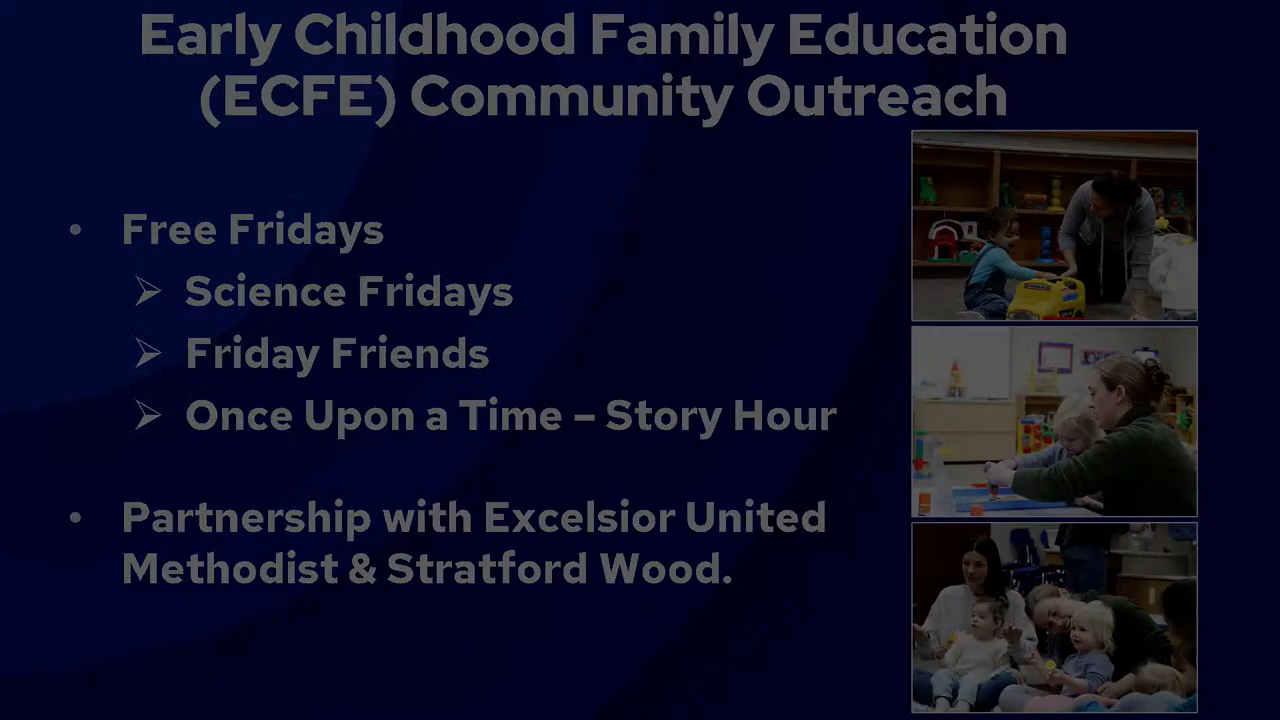 Early Childhood Family Education
(ECFE) Community Outreach
• Free Fridays
➢ Science Fridays
➢ Friday Friends
➢ Once Upon a Time – Story Hour
• Partnership with Excelsior United
Methodist & Stratford Wood.